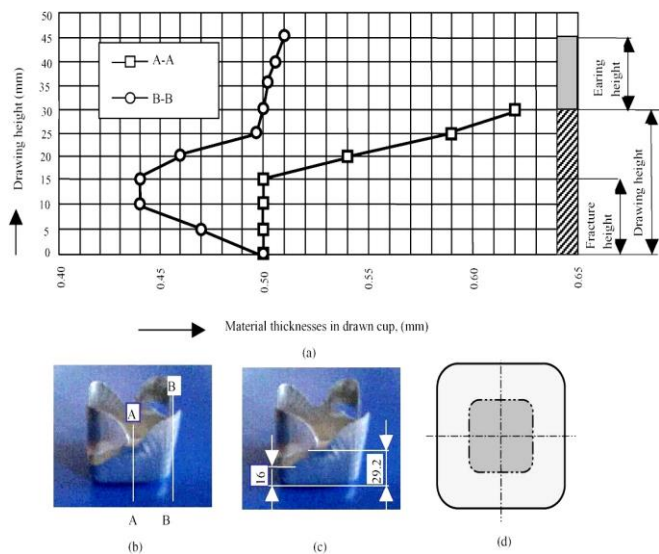 50
45
40
35
30
25
20
15
10
5
0
Drawing height (mm)
A-A
B-B
Earing
height
Drawing height
Fracture
height
0.40
0.45
0.50
0.55
0.60
0.65
Material thicknesses in drawn cup, (mm)
(a)
A
B
A
B
16
29.2
(b)
(c)
(d)